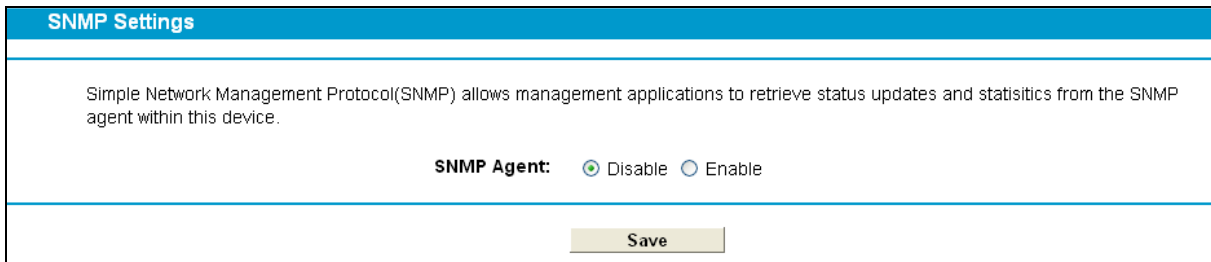 SNMP Settings
Simple Network Management Protocol(SNMP) allows management applications to retrieve status updates and statisitics from the SNMP
agent within this device.
SNMP Agent: Disable Enable
Save